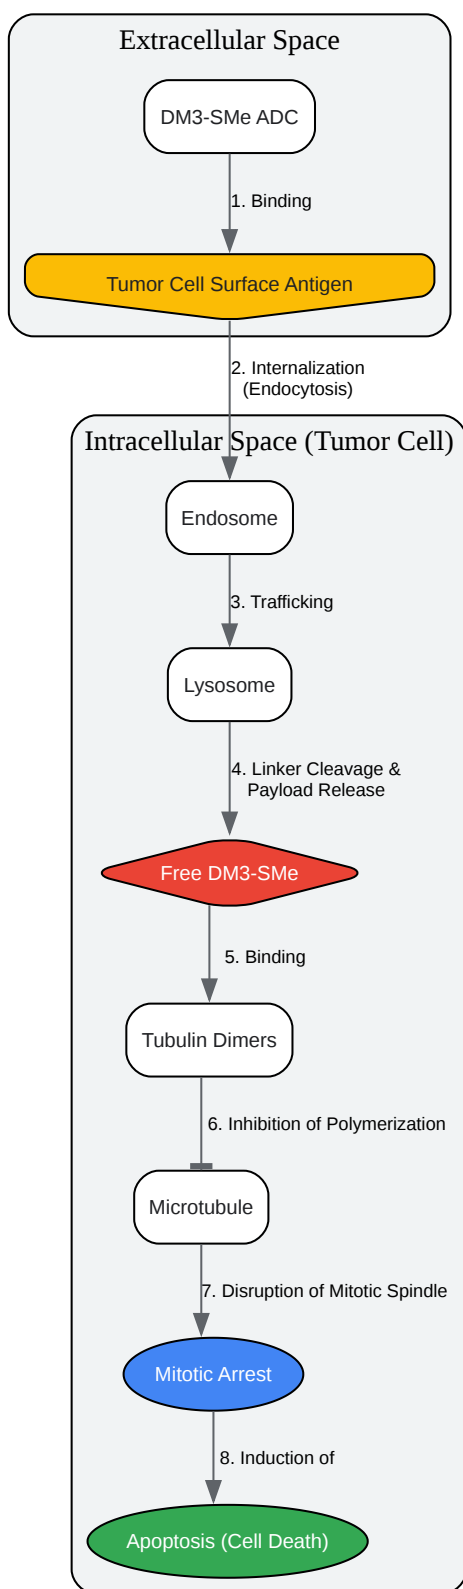 Extracellular Space
DM3-SMe ADC
1. Binding
Tumor Cell Surface Antigen
2. Internalization
(Endocytosis)
Intracellular Space (Tumor Cell)
Endosome
3. Trafficking
Lysosome
4. Linker Cleavage &
Payload Release
Free DM3-SMe
5. Binding
Tubulin Dimers
6. Inhibition of Polymerization
Microtubule
7. Disruption of Mitotic Spindle
Mitotic Arrest
8. Induction of
Apoptosis (Cell Death)